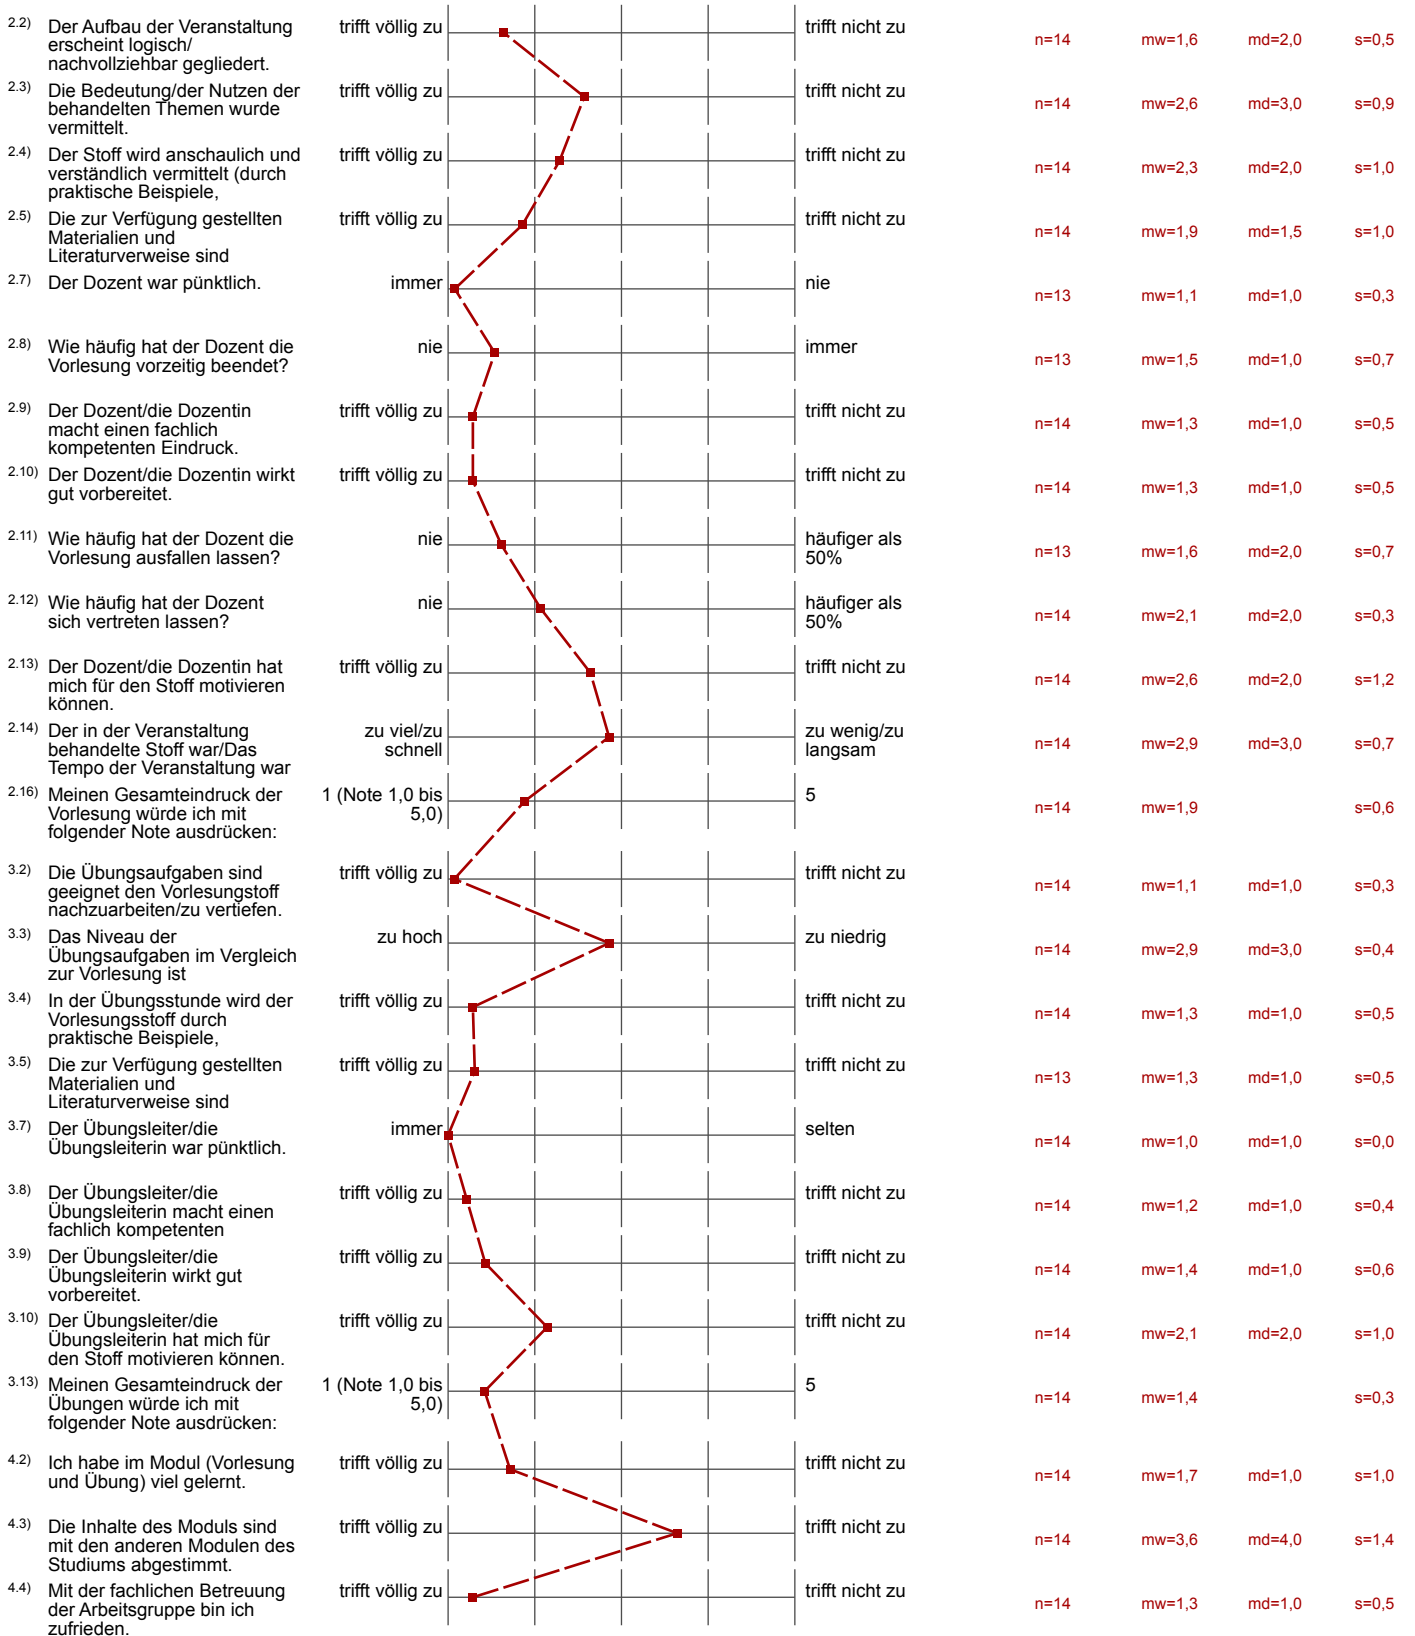 2.2) Der Aufbau der Veranstaltung trifft völlig zu trifft nicht zu
erscheint logisch/ n=14 mw=1,6 md=2,0 s=0,5
nachvollziehbar gegliedert.
2.3) Die Bedeutung/der Nutzen der trifft völlig zu trifft nicht zu
behandelten Themen wurde n=14 mw=2,6 md=3,0 s=0,9
vermittelt.
2.4) Der Stoff wird anschaulich und trifft völlig zu trifft nicht zu
verständlich vermittelt (durch n=14 mw=2,3 md=2,0 s=1,0
praktische Beispiele,
2.5) Die zur Verfügung gestellten trifft völlig zu trifft nicht zu
Materialien und n=14 mw=1,9 md=1,5 s=1,0
Literaturverweise sind
2.7) Der Dozent war pünktlich. immer nie
n=13 mw=1,1 md=1,0 s=0,3
2.8) Wie häufig hat der Dozent die nie immer
Vorlesung vorzeitig beendet? n=13 mw=1,5 md=1,0 s=0,7
2.9) Der Dozent/die Dozentin trifft völlig zu trifft nicht zu
macht einen fachlich n=14 mw=1,3 md=1,0 s=0,5
kompetenten Eindruck.
2.10) Der Dozent/die Dozentin wirkt trifft völlig zu trifft nicht zu
gut vorbereitet. n=14 mw=1,3 md=1,0 s=0,5
2.11) Wie häufig hat der Dozent die nie häufiger als
Vorlesung ausfallen lassen? 50% n=13 mw=1,6 md=2,0 s=0,7
2.12) Wie häufig hat der Dozent nie häufiger als
sich vertreten lassen? 50% n=14 mw=2,1 md=2,0 s=0,3
2.13) Der Dozent/die Dozentin hat trifft völlig zu trifft nicht zu
mich für den Stoff motivieren n=14 mw=2,6 md=2,0 s=1,2
können.
2.14) Der in der Veranstaltung zu viel/zu zu wenig/zu
behandelte Stoff war/Das schnell langsam n=14 mw=2,9 md=3,0 s=0,7
Tempo der Veranstaltung war
2.16) Meinen Gesamteindruck der 1 (Note 1,0 bis 5
Vorlesung würde ich mit 5,0) n=14 mw=1,9 s=0,6
folgender Note ausdrücken:
3.2) Die Übungsaufgaben sind trifft völlig zu trifft nicht zu
geeignet den Vorlesungstoff n=14 mw=1,1 md=1,0 s=0,3
nachzuarbeiten/zu vertiefen.
3.3) Das Niveau der zu hoch zu niedrig
Übungsaufgaben im Vergleich n=14 mw=2,9 md=3,0 s=0,4
zur Vorlesung ist
3.4) In der Übungsstunde wird der trifft völlig zu trifft nicht zu
Vorlesungsstoff durch n=14 mw=1,3 md=1,0 s=0,5
praktische Beispiele,
3.5) Die zur Verfügung gestellten trifft völlig zu trifft nicht zu
Materialien und n=13 mw=1,3 md=1,0 s=0,5
Literaturverweise sind
3.7) Der Übungsleiter/die immer selten
Übungsleiterin war pünktlich. n=14 mw=1,0 md=1,0 s=0,0
3.8) Der Übungsleiter/die trifft völlig zu trifft nicht zu
Übungsleiterin macht einen n=14 mw=1,2 md=1,0 s=0,4
fachlich kompetenten
3.9) Der Übungsleiter/die trifft völlig zu trifft nicht zu
Übungsleiterin wirkt gut n=14 mw=1,4 md=1,0 s=0,6
vorbereitet.
3.10) Der Übungsleiter/die trifft völlig zu trifft nicht zu
Übungsleiterin hat mich für n=14 mw=2,1 md=2,0 s=1,0
den Stoff motivieren können.
3.13) Meinen Gesamteindruck der 1 (Note 1,0 bis 5
Übungen würde ich mit 5,0) n=14 mw=1,4 s=0,3
folgender Note ausdrücken:
4.2) Ich habe im Modul (Vorlesung trifft völlig zu trifft nicht zu
und Übung) viel gelernt. n=14 mw=1,7 md=1,0 s=1,0
4.3) Die Inhalte des Moduls sind trifft völlig zu trifft nicht zu
mit den anderen Modulen des n=14 mw=3,6 md=4,0 s=1,4
Studiums abgestimmt.
4.4) Mit der fachlichen Betreuung trifft völlig zu trifft nicht zu
der Arbeitsgruppe bin ich n=14 mw=1,3 md=1,0 s=0,5
zufrieden.